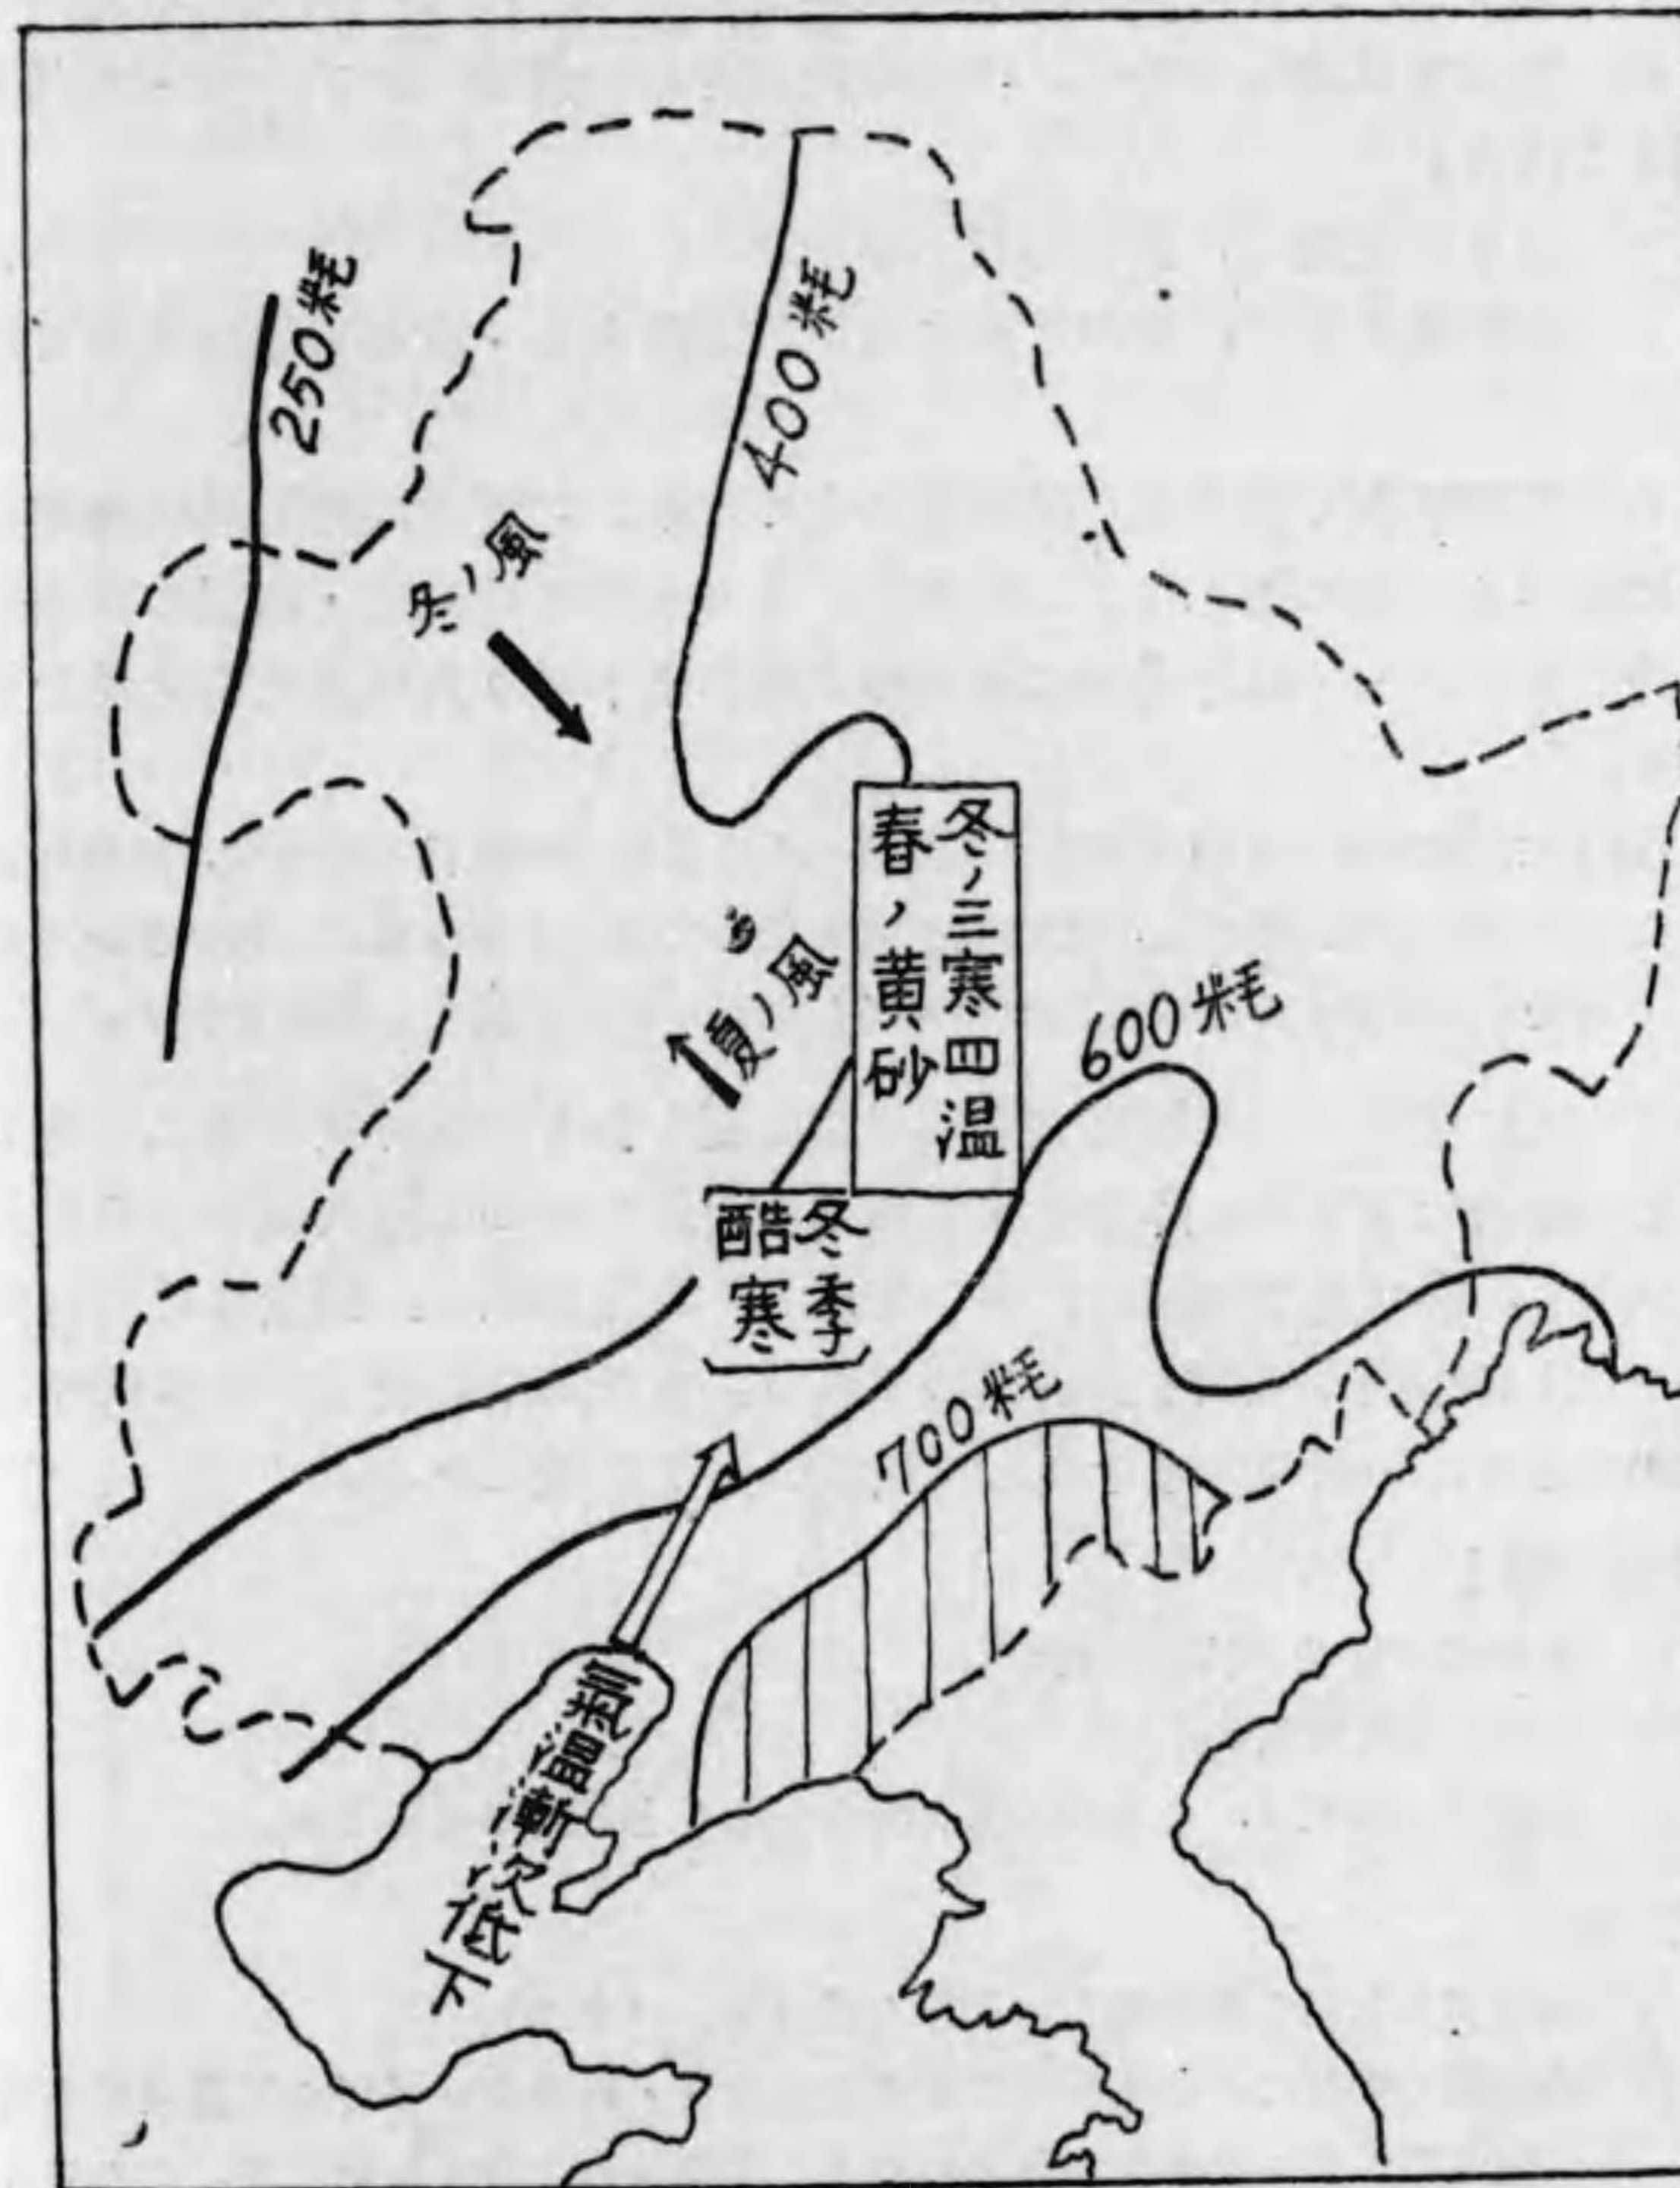 250粍
400粍
冬ノ風
冬ノ三寒四温
春ノ黄砂
夏ノ風
600粍
冬季
酷寒
700粍
氣温漸次低下